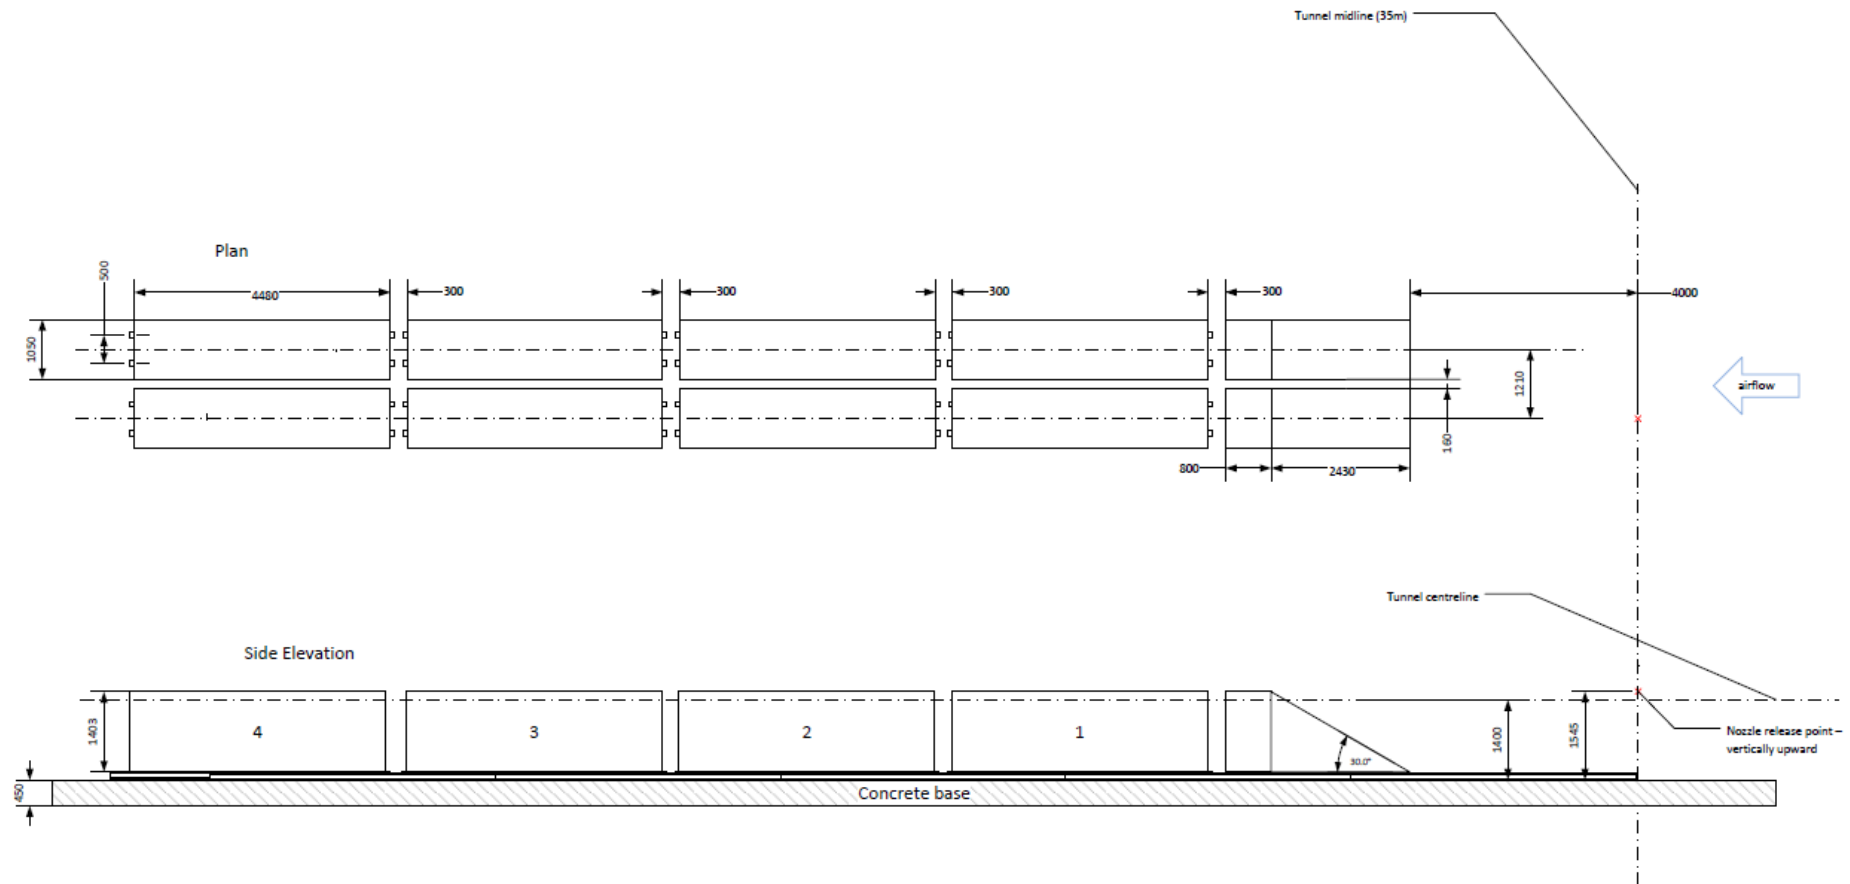 Tunnel midline (35m)
Plan
500
4480
300
300
300
300
4000
1050
1210
airflow
160
800
2430
Tunnel centreline
Side Elevation
1403
4
3
2
1
30.0°
1400
1545
Nozzle release point –
vertically upward
450
Concrete base